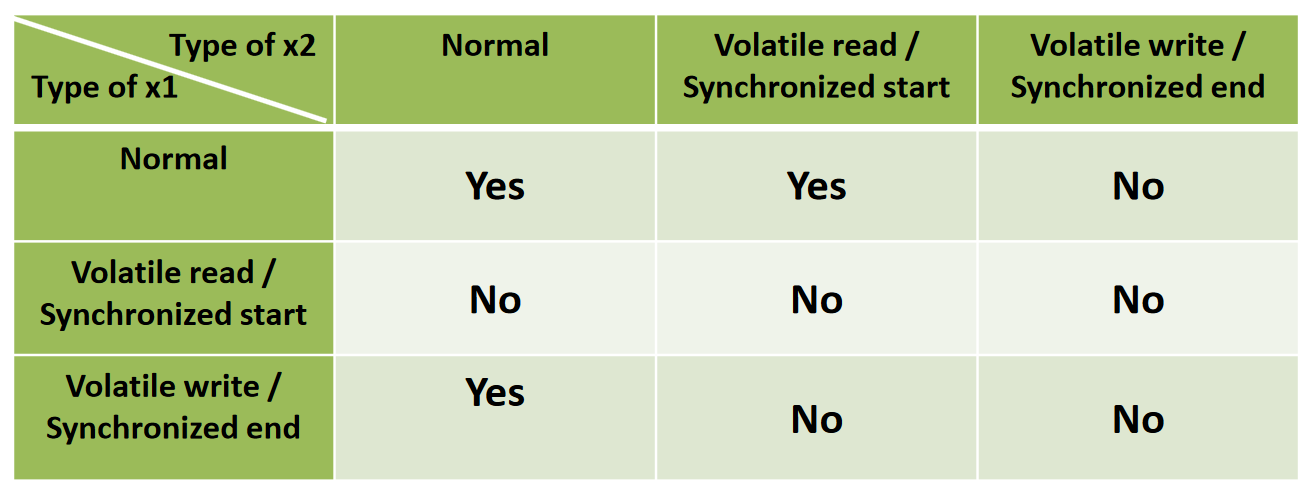 Type of x2
Type of x1
Normal
Volatile read /
Synchronized start
Volatile write /
Synchronized end
Normal
Yes
Yes
No
Volatile read /
Synchronized start
No
No
No
Volatile write /
Synchronized end
Yes
No
No